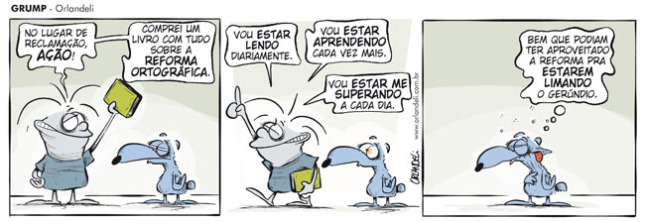 GRUMP - Orlandeli
NO LUGAR DE
RECLAMAÇÃO,
AÇÃO!
COMPREI UM
LIVRO COM TUDO
SOBRE A
REFORMA
ORTOGRÁFICA.
VOU ESTAR
LENDO
DIARIAMENTE.
VOU ESTAR
APRENDENDO
CADA VEZ MAIS.
VOU ESTAR ME
SUPERANDO
A CADA DIA.
www.orlandeli.com.br
ORLANDELI
BEM QUE PODIAM
TER APROVEITADO
A REFORMA PRA
ESTAREM
LIMANDO
O GERÚNDIO.